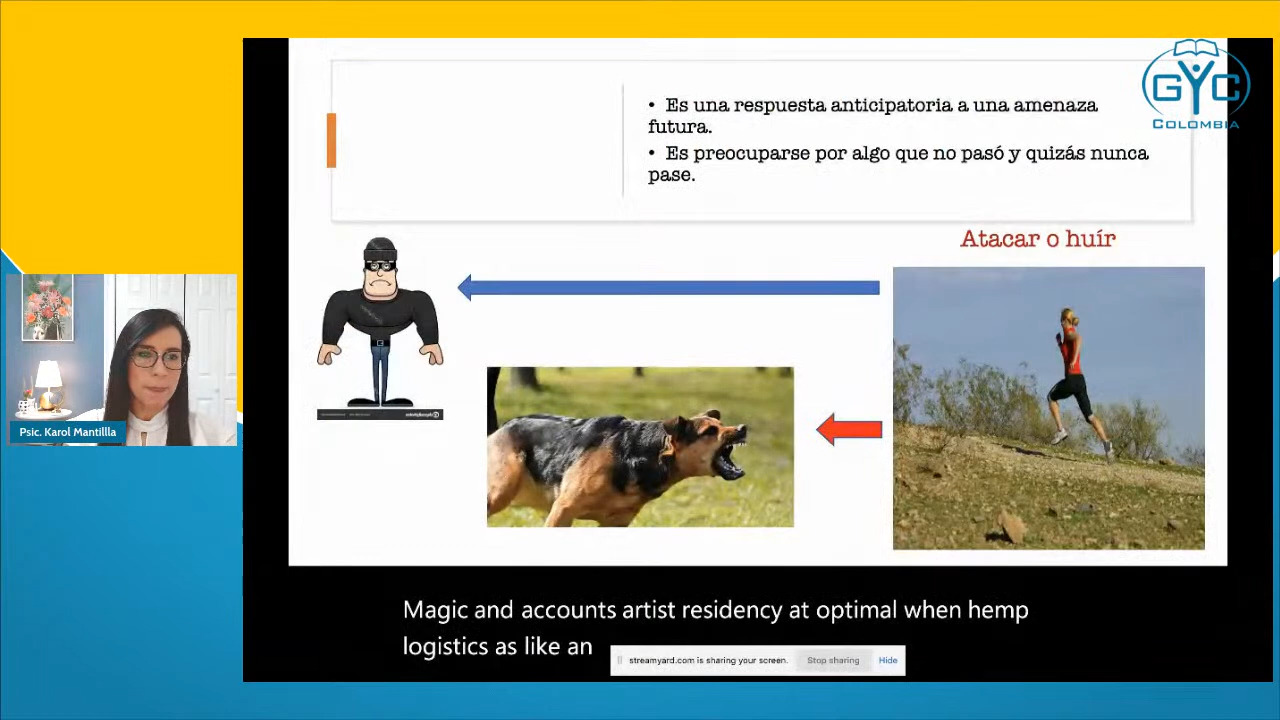 • Es una respuesta anticipatoria a una amenaza
futura.
• Es preocuparse por algo que no pasó y quizás nunca
pase.
GYC
COLOMBIA
Atacar o huír
Psic. Karol Mantillla
Magic and accounts artist residency at optimal when hemp
logistics as like an
streamyard.com is sharing your screen.
Stop sharing
Hide